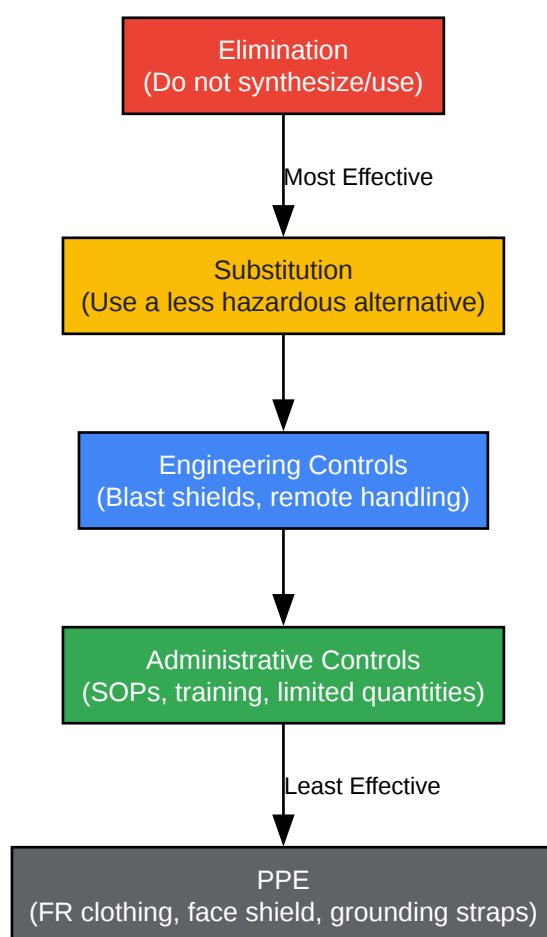 Elimination
(Do not synthesize/use)
Most Effective
Substitution
(Use a less hazardous alternative)
Engineering Controls
(Blast shields, remote handling)
Administrative Controls
(SOPs, training, limited quantities)
Least Effective
PPE
(FR clothing, face shield, grounding straps)